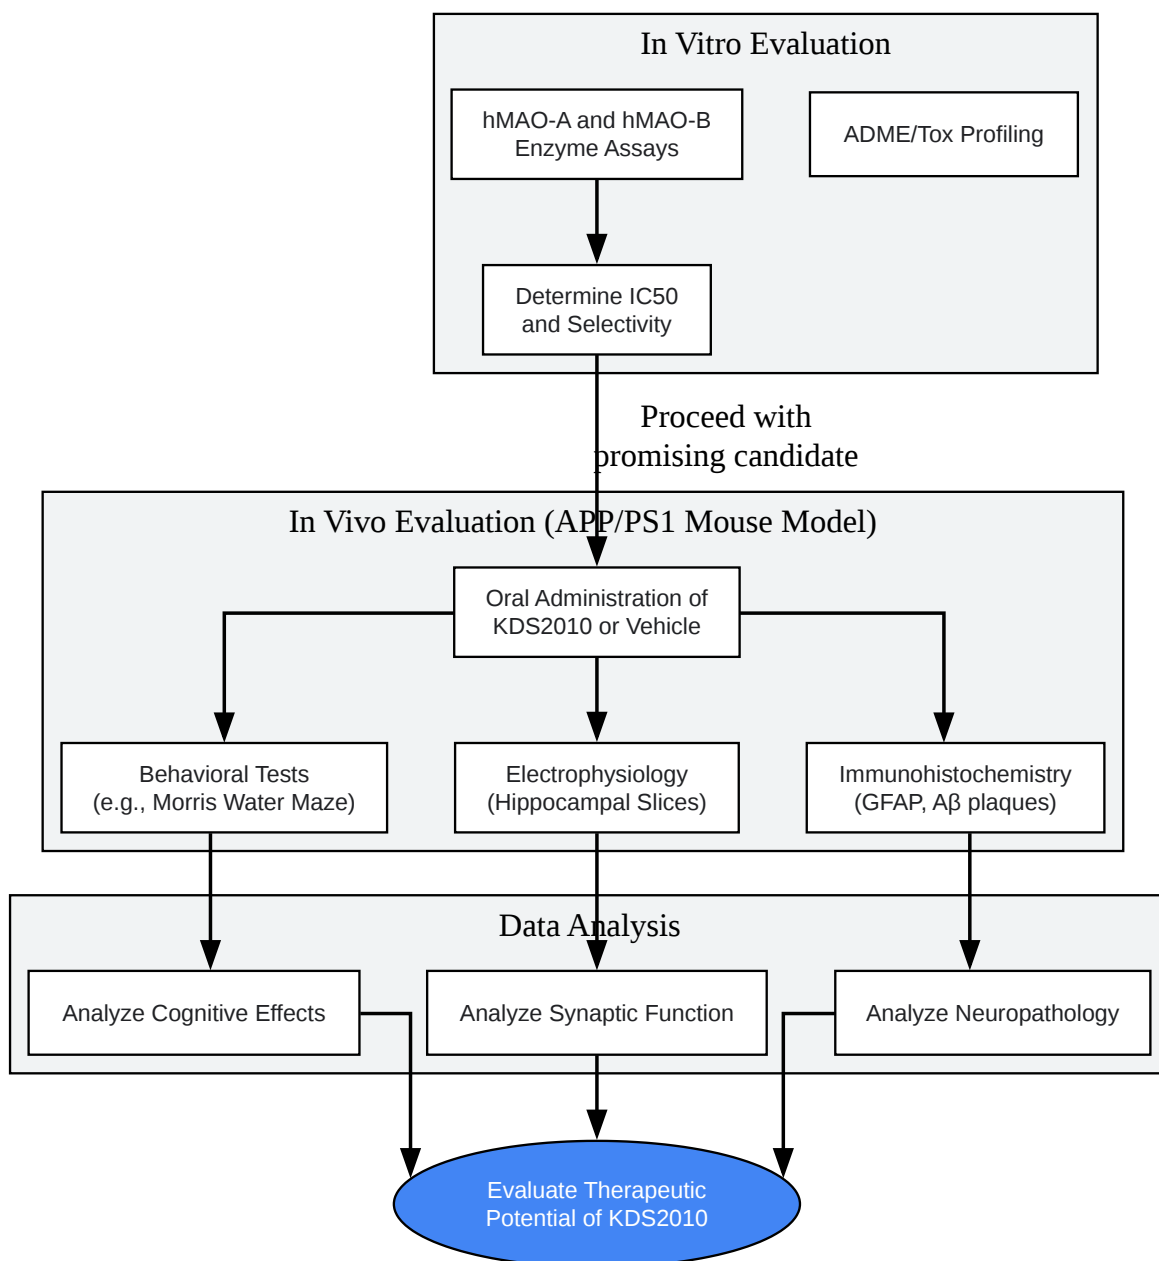 In Vitro Evaluation
hMAO-A and hMAO-B
Enzyme Assays
ADME/Tox Profiling
Determine IC50
and Selectivity
Proceed with
promising candidate
In Vivo Evaluation (APP/PS1 Mouse Model)
Oral Administration of
KDS2010 or Vehicle
Behavioral Tests
(e.g., Morris Water Maze)
Electrophysiology
(Hippocampal Slices)
Immunohistochemistry
(GFAP, Aβ plaques)
Data Analysis
Analyze Cognitive Effects
Analyze Synaptic Function
Analyze Neuropathology
Evaluate Therapeutic
Potential of KDS2010